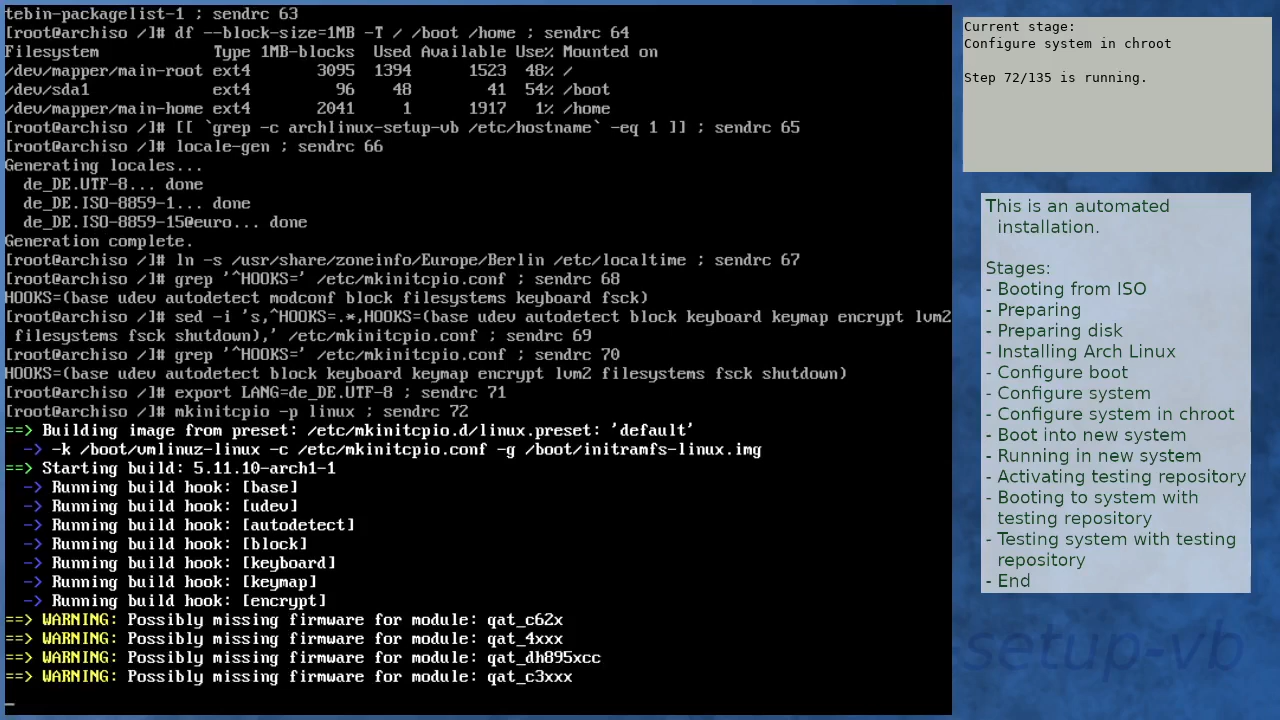 tebin-packagelist-1 ; sendrc 63
[root@archiso /]# df --block-size=1MB -T / /boot /home ; sendrc 64
Filesystem            Type 1MB-blocks  Used Available Use% Mounted on
/dev/mapper/main-root ext4       3095  1394      1523  48% /
/dev/sda1             ext4         96    48        41  54% /boot
/dev/mapper/main-home ext4       2041     1      1917   1% /home
[root@archiso /]# [[ `grep -c archlinux-setup-vb /etc/hostname` -eq 1 ]] ; sendrc 65
[root@archiso /]# locale-gen ; sendrc 66
Generating locales...
  de_DE.UTF-8... done
  de_DE.ISO-8859-1... done
  de_DE.ISO-8859-15@euro... done
Generation complete.
[root@archiso /]# ln -s /usr/share/zoneinfo/Europe/Berlin /etc/localtime ; sendrc 67
[root@archiso /]# grep '^HOOKS=' /etc/mkinitcpio.conf ; sendrc 68
HOOKS=(base udev autodetect modconf block filesystems keyboard fsck)
[root@archiso /]# sed -i 's,^HOOKS=.*,HOOKS=(base udev autodetect block keyboard keymap encrypt lvm2
 filesystems fsck shutdown),' /etc/mkinitcpio.conf ; sendrc 69
[root@archiso /]# grep '^HOOKS=' /etc/mkinitcpio.conf ; sendrc 70
HOOKS=(base udev autodetect block keyboard keymap encrypt lvm2 filesystems fsck shutdown)
[root@archiso /]# export LANG=de_DE.UTF-8 ; sendrc 71
[root@archiso /]# mkinitcpio -p linux ; sendrc 72
==> Building image from preset: /etc/mkinitcpio.d/linux.preset: 'default'
  -> -k /boot/vmlinuz-linux -c /etc/mkinitcpio.conf -g /boot/initramfs-linux.img
==> Starting build: 5.11.10-arch1-1
  -> Running build hook: [base]
  -> Running build hook: [udev]
  -> Running build hook: [autodetect]
  -> Running build hook: [block]
  -> Running build hook: [keyboard]
  -> Running build hook: [keymap]
  -> Running build hook: [encrypt]
==> WARNING: Possibly missing firmware for module: qat_c62x
==> WARNING: Possibly missing firmware for module: qat_4xxx
==> WARNING: Possibly missing firmware for module: qat_dh895xcc
==> WARNING: Possibly missing firmware for module: qat_c3xxx
_
Current stage:
Configure system in chroot
Step 72/135 is running.
This is an automated
installation.
Stages:
- Booting from ISO
- Preparing
- Preparing disk
- Installing Arch Linux
- Configure boot
- Configure system
- Configure system in chroot
- Boot into new system
- Running in new system
- Activating testing repository
- Booting to system with
testing repository
- Testing system with testing
repository
- End
setup-vb